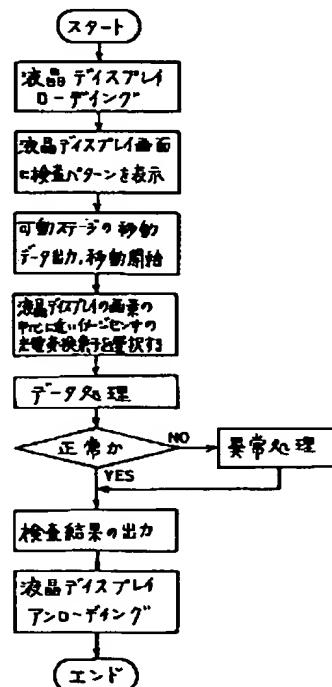 スタート
液晶ディスプレイ
ローディング
液晶ディスプレイ画面
に検査パターンを表示
可動ステージの移動
データ出力,移動開始
液晶ディスプレイの画素の
中心に近いイメージセンサの
光電変換素子を選択する
データ処理
正常か
NO
異常処理
YES
検査結果の出力
液晶ディスプレイ
アンローディング
エンド